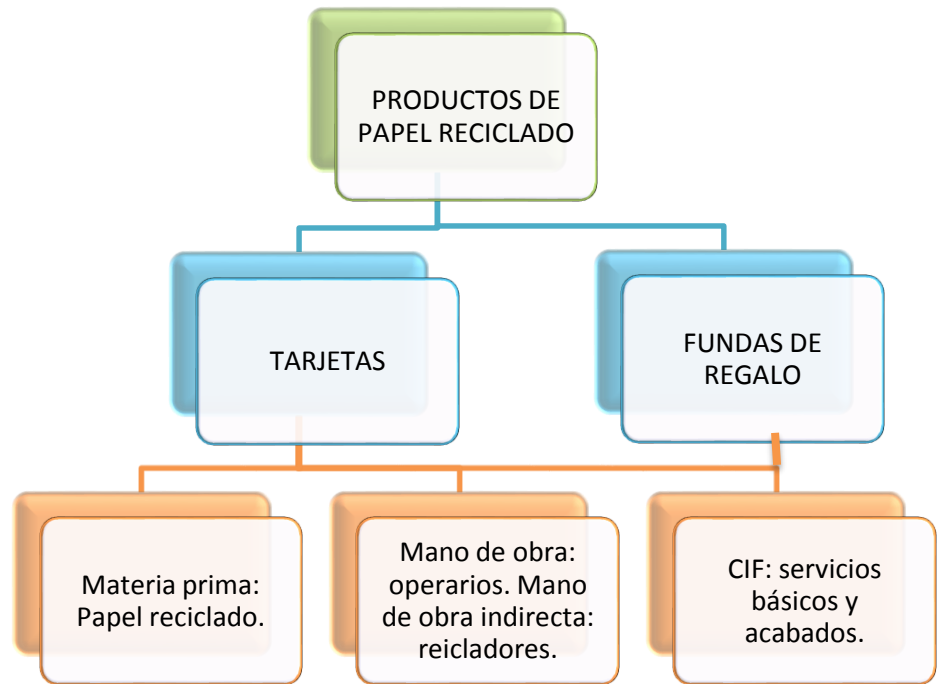 PRODUCTOS DE
PAPEL RECICLADO
TARJETAS
FUNDAS DE
REGALO
Materia prima:
Papel reciclado.
Mano de obra:
operarios. Mano
de obra indirecta:
reicladores.
CIF: servicios
básicos y
acabados.